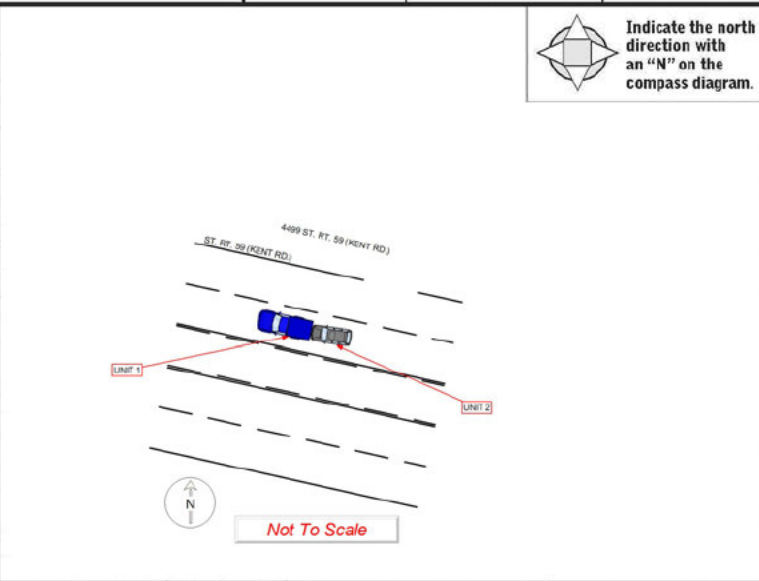 Indicate the north
direction with
an “N” on the
compass diagram.
4499 ST. RT. 59 (KENT RD.)
ST. RT. 59 (KENT RD.)
UNIT 1
UNIT 2
N
Not To Scale